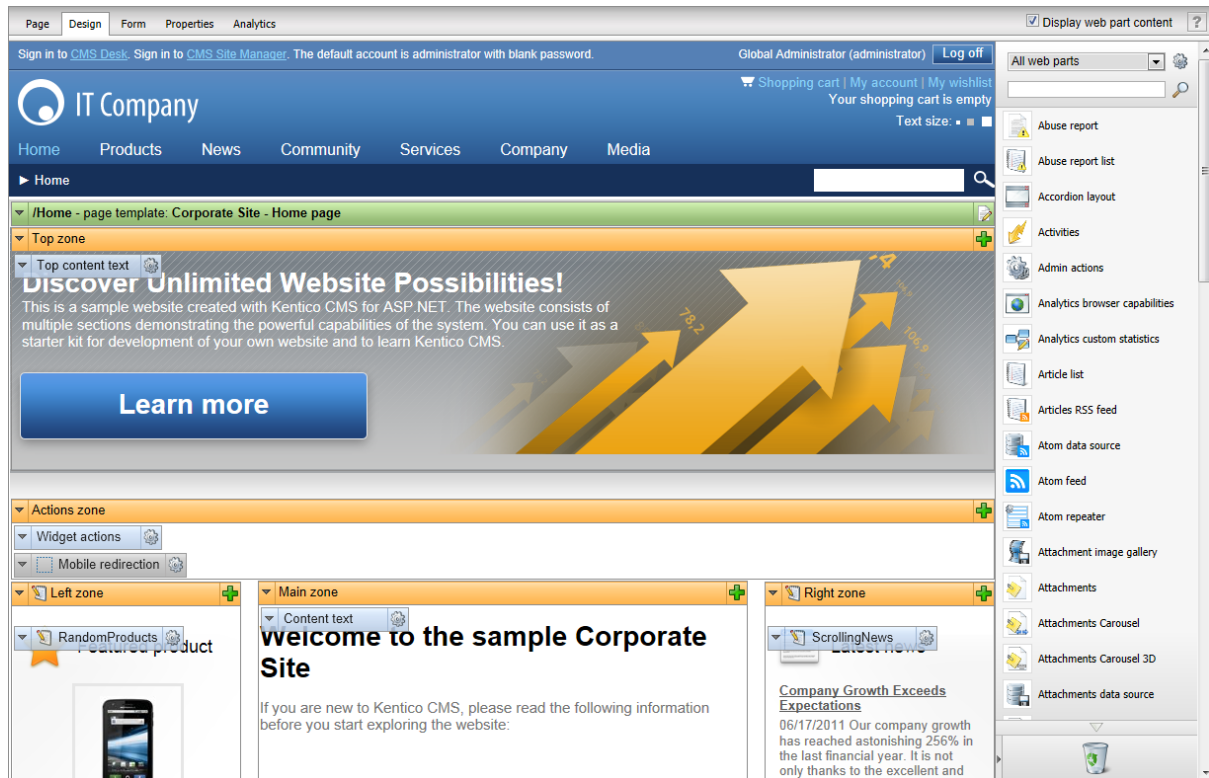 Page Design Form Properties Analytics
Display web part content ?
Sign in to CMS Desk. Sign in to CMS Site Manager. The default account is administrator with blank password.
Global Administrator (administrator) Log off
Shopping cart | My account | My wishlist
Your shopping cart is empty
Text size:
IT Company
Home Products News Community Services Company Media
Home
/Home - page template: Corporate Site - Home page
Top zone
Top content text
Discover Unlimited Website Possibilities!
This is a sample website created with Kentico CMS for ASP.NET. The website consists of
multiple sections demonstrating the powerful capabilities of the system. You can use it as a
starter kit for development of your own website and to learn Kentico CMS.
Learn more
78,2
106,9
Actions zone
Widget actions
Mobile redirection
Left zone
RandomProducts
Featured product
Main zone
Content text
Welcome to the sample Corporate
Site
If you are new to Kentico CMS, please read the following information
before you start exploring the website:
Right zone
ScrollingNews
Latest news
Company Growth Exceeds
Expectations
06/17/2011 Our company growth
has reached astonishing 256% in
the last financial year. It is not
only thanks to the excellent and
All web parts
Abuse report
Abuse report list
Accordion layout
Activities
Admin actions
Analytics browser capabilities
Analytics custom statistics
Article list
Articles RSS feed
Atom data source
Atom feed
Atom repeater
Attachment image gallery
Attachments
Attachments Carousel
Attachments Carousel 3D
Attachments data source